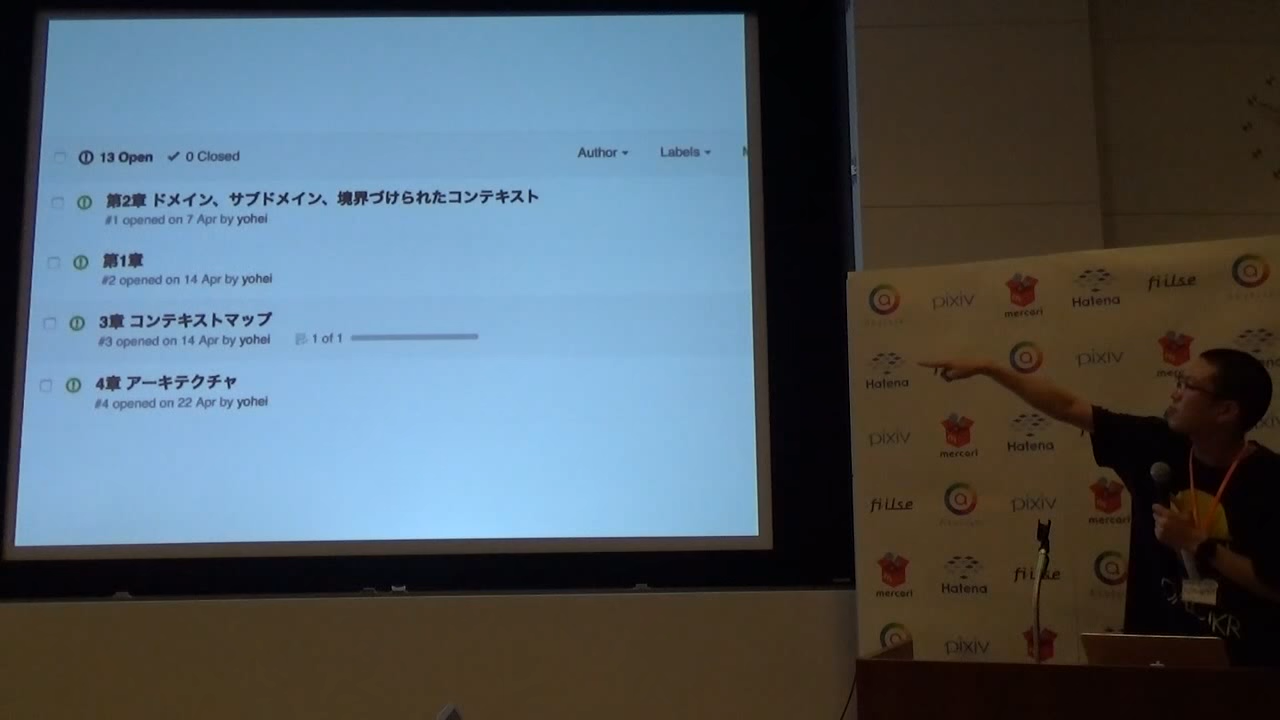 13 Open
0 Closed
Author
Labels
第2章 ドメイン、サブドメイン、境界づけられたコンテキスト
#1 opened on 7 Apr by yohei
第1章
#2 opened on 14 Apr by yohei
3章 コンテキストマップ
#3 opened on 14 Apr by yohei
1 of 1
4章 アーキテクチャ
#4 opened on 22 Apr by yohei
pixiv
mercari
Hatena
fillse
Hatena
pixiv
pixiv
mercari
Hatena
fillse
pixiv
mercari
mercari
Hatena
fillse
pixiv